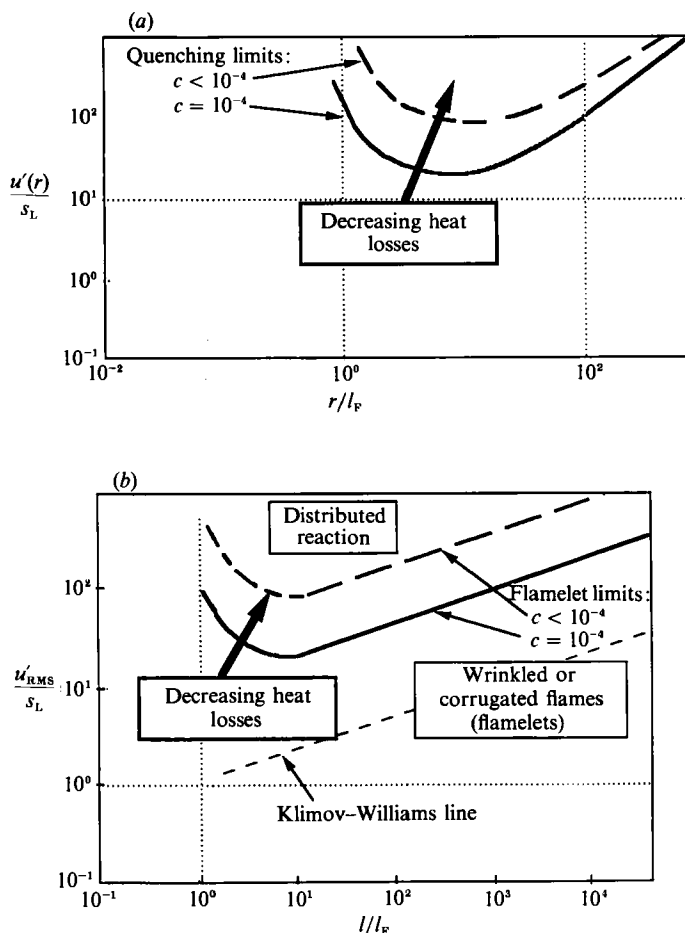 (a)
Quenching limits:
c < 10⁻⁴
c = 10⁻⁴
10²
u′(r)
s_L
10¹
Decreasing heat
losses
10⁰
10⁻¹
10⁻² 10⁰ 10²
r/l_F
(b)
Distributed
reaction
10²
Flamelet limits:
c < 10⁻⁴
c = 10⁻⁴
u′_RMS
s_L
10¹
Decreasing heat
losses
Wrinkled or
corrugated flames
(flamelets)
10⁰
Klimov–Williams line
10⁻¹
10⁻¹ 10⁰ 10¹ 10² 10³ 10⁴
l/l_F